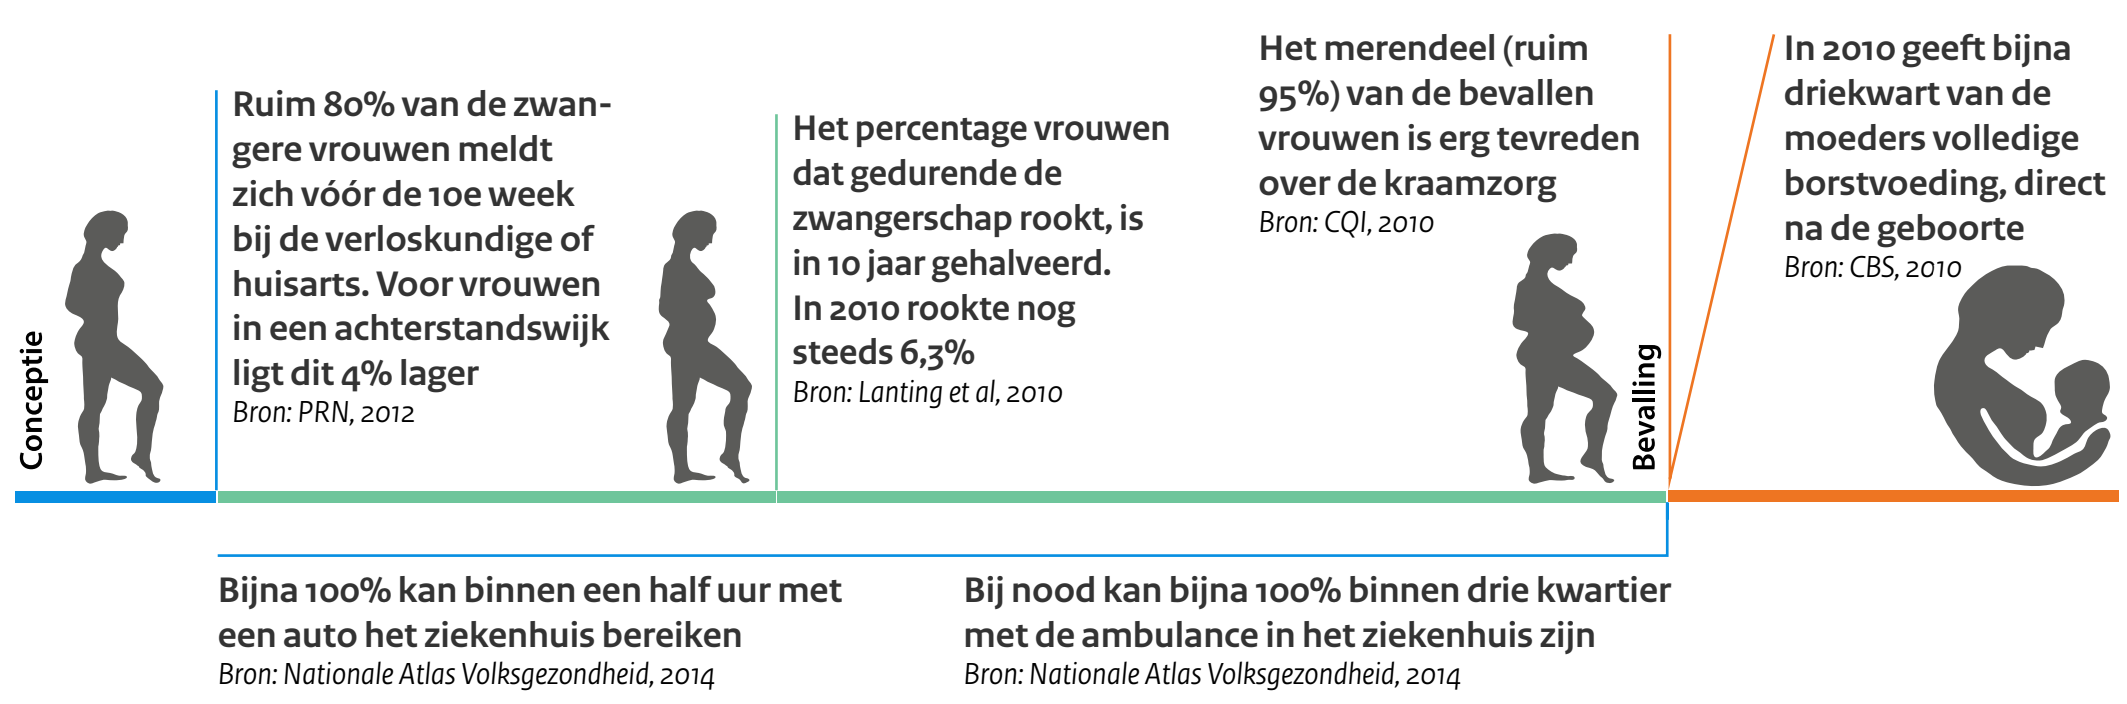 Conceptie
Ruim 80% van de zwan-
gere vrouwen meldt
zich vóór de 10e week
bij de verloskundige of
huisarts. Voor vrouwen
in een achterstandswijk
ligt dit 4% lager
Bron: PRN, 2012
Het percentage vrouwen
dat gedurende de
zwangerschap rookt, is
in 10 jaar gehalveerd.
In 2010 rookte nog
steeds 6,3%
Bron: Lanting et al, 2010
Het merendeel (ruim
95%) van de bevallen
vrouwen is erg tevreden
over de kraamzorg
Bron: CQI, 2010
Bevalling
In 2010 geeft bijna
driekwart van de
moeders volledige
borstvoeding, direct
na de geboorte
Bron: CBS, 2010
Bijna 100% kan binnen een half uur met
een auto het ziekenhuis bereiken
Bron: Nationale Atlas Volksgezondheid, 2014
Bij nood kan bijna 100% binnen drie kwartier
met de ambulance in het ziekenhuis zijn
Bron: Nationale Atlas Volksgezondheid, 2014